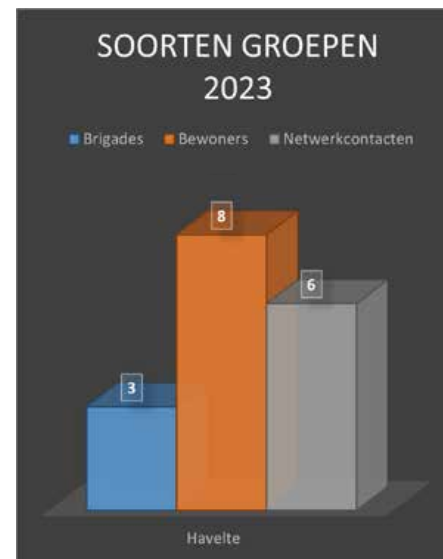 SOORTEN GROEPEN
2023
Brigades Bewoners Netwerkcontacten
8
6
3
Havelte